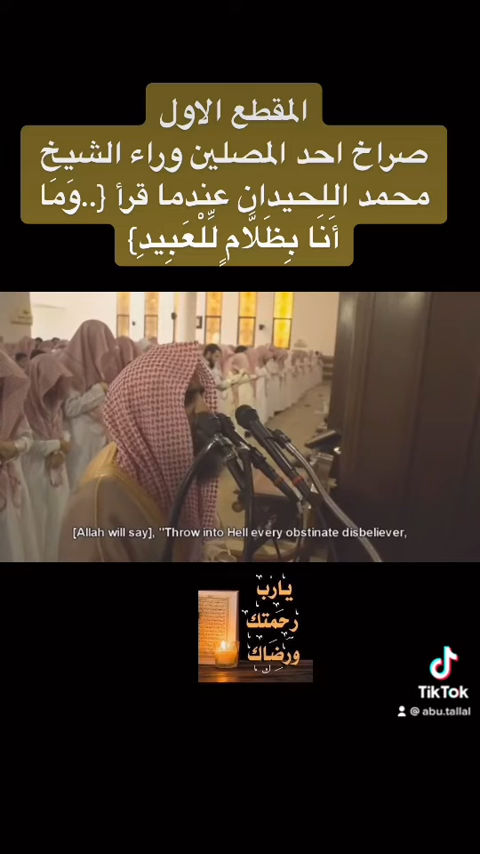 المقطع الاول
صراخ احد المصلين وراء الشيخ
محمد اللحيدان عندما قرأ {..وَمَا
أَنَا بِظَلَّامٍ لِّلْعَبِيدِ}
[Allah will say], "Throw into Hell every obstinate disbeliever,
يارب
رحمتك
ورضاك
TikTok
@ abu.tallal